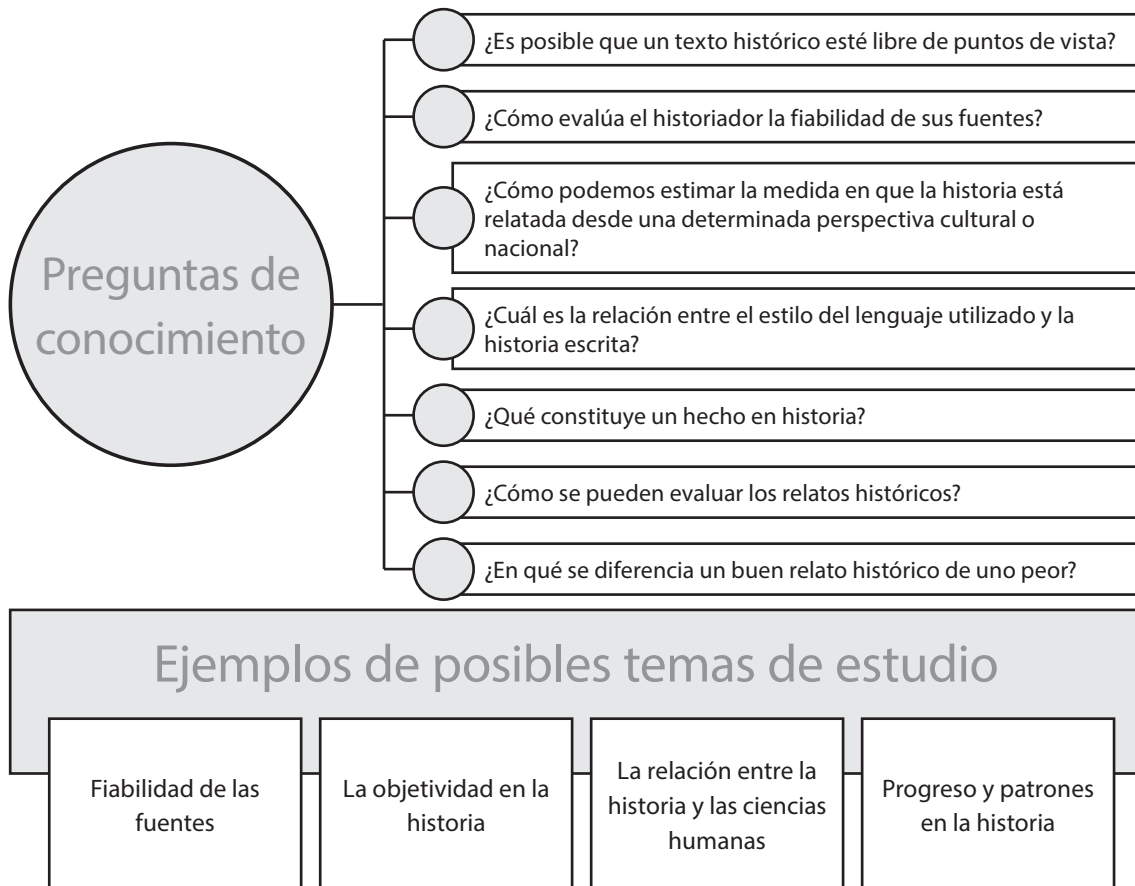 Preguntas de
conocimiento
¿Es posible que un texto histórico esté libre de puntos de vista?
¿Cómo evalúa el historiador la fiabilidad de sus fuentes?
¿Cómo podemos estimar la medida en que la historia está
relatada desde una determinada perspectiva cultural o
nacional?
¿Cuál es la relación entre el estilo del lenguaje utilizado y la
historia escrita?
¿Qué constituye un hecho en historia?
¿Cómo se pueden evaluar los relatos históricos?
¿En qué se diferencia un buen relato histórico de uno peor?
Ejemplos de posibles temas de estudio
Fiabilidad de las
fuentes
La objetividad en la
historia
La relación entre la
historia y las ciencias
humanas
Progreso y patrones
en la historia